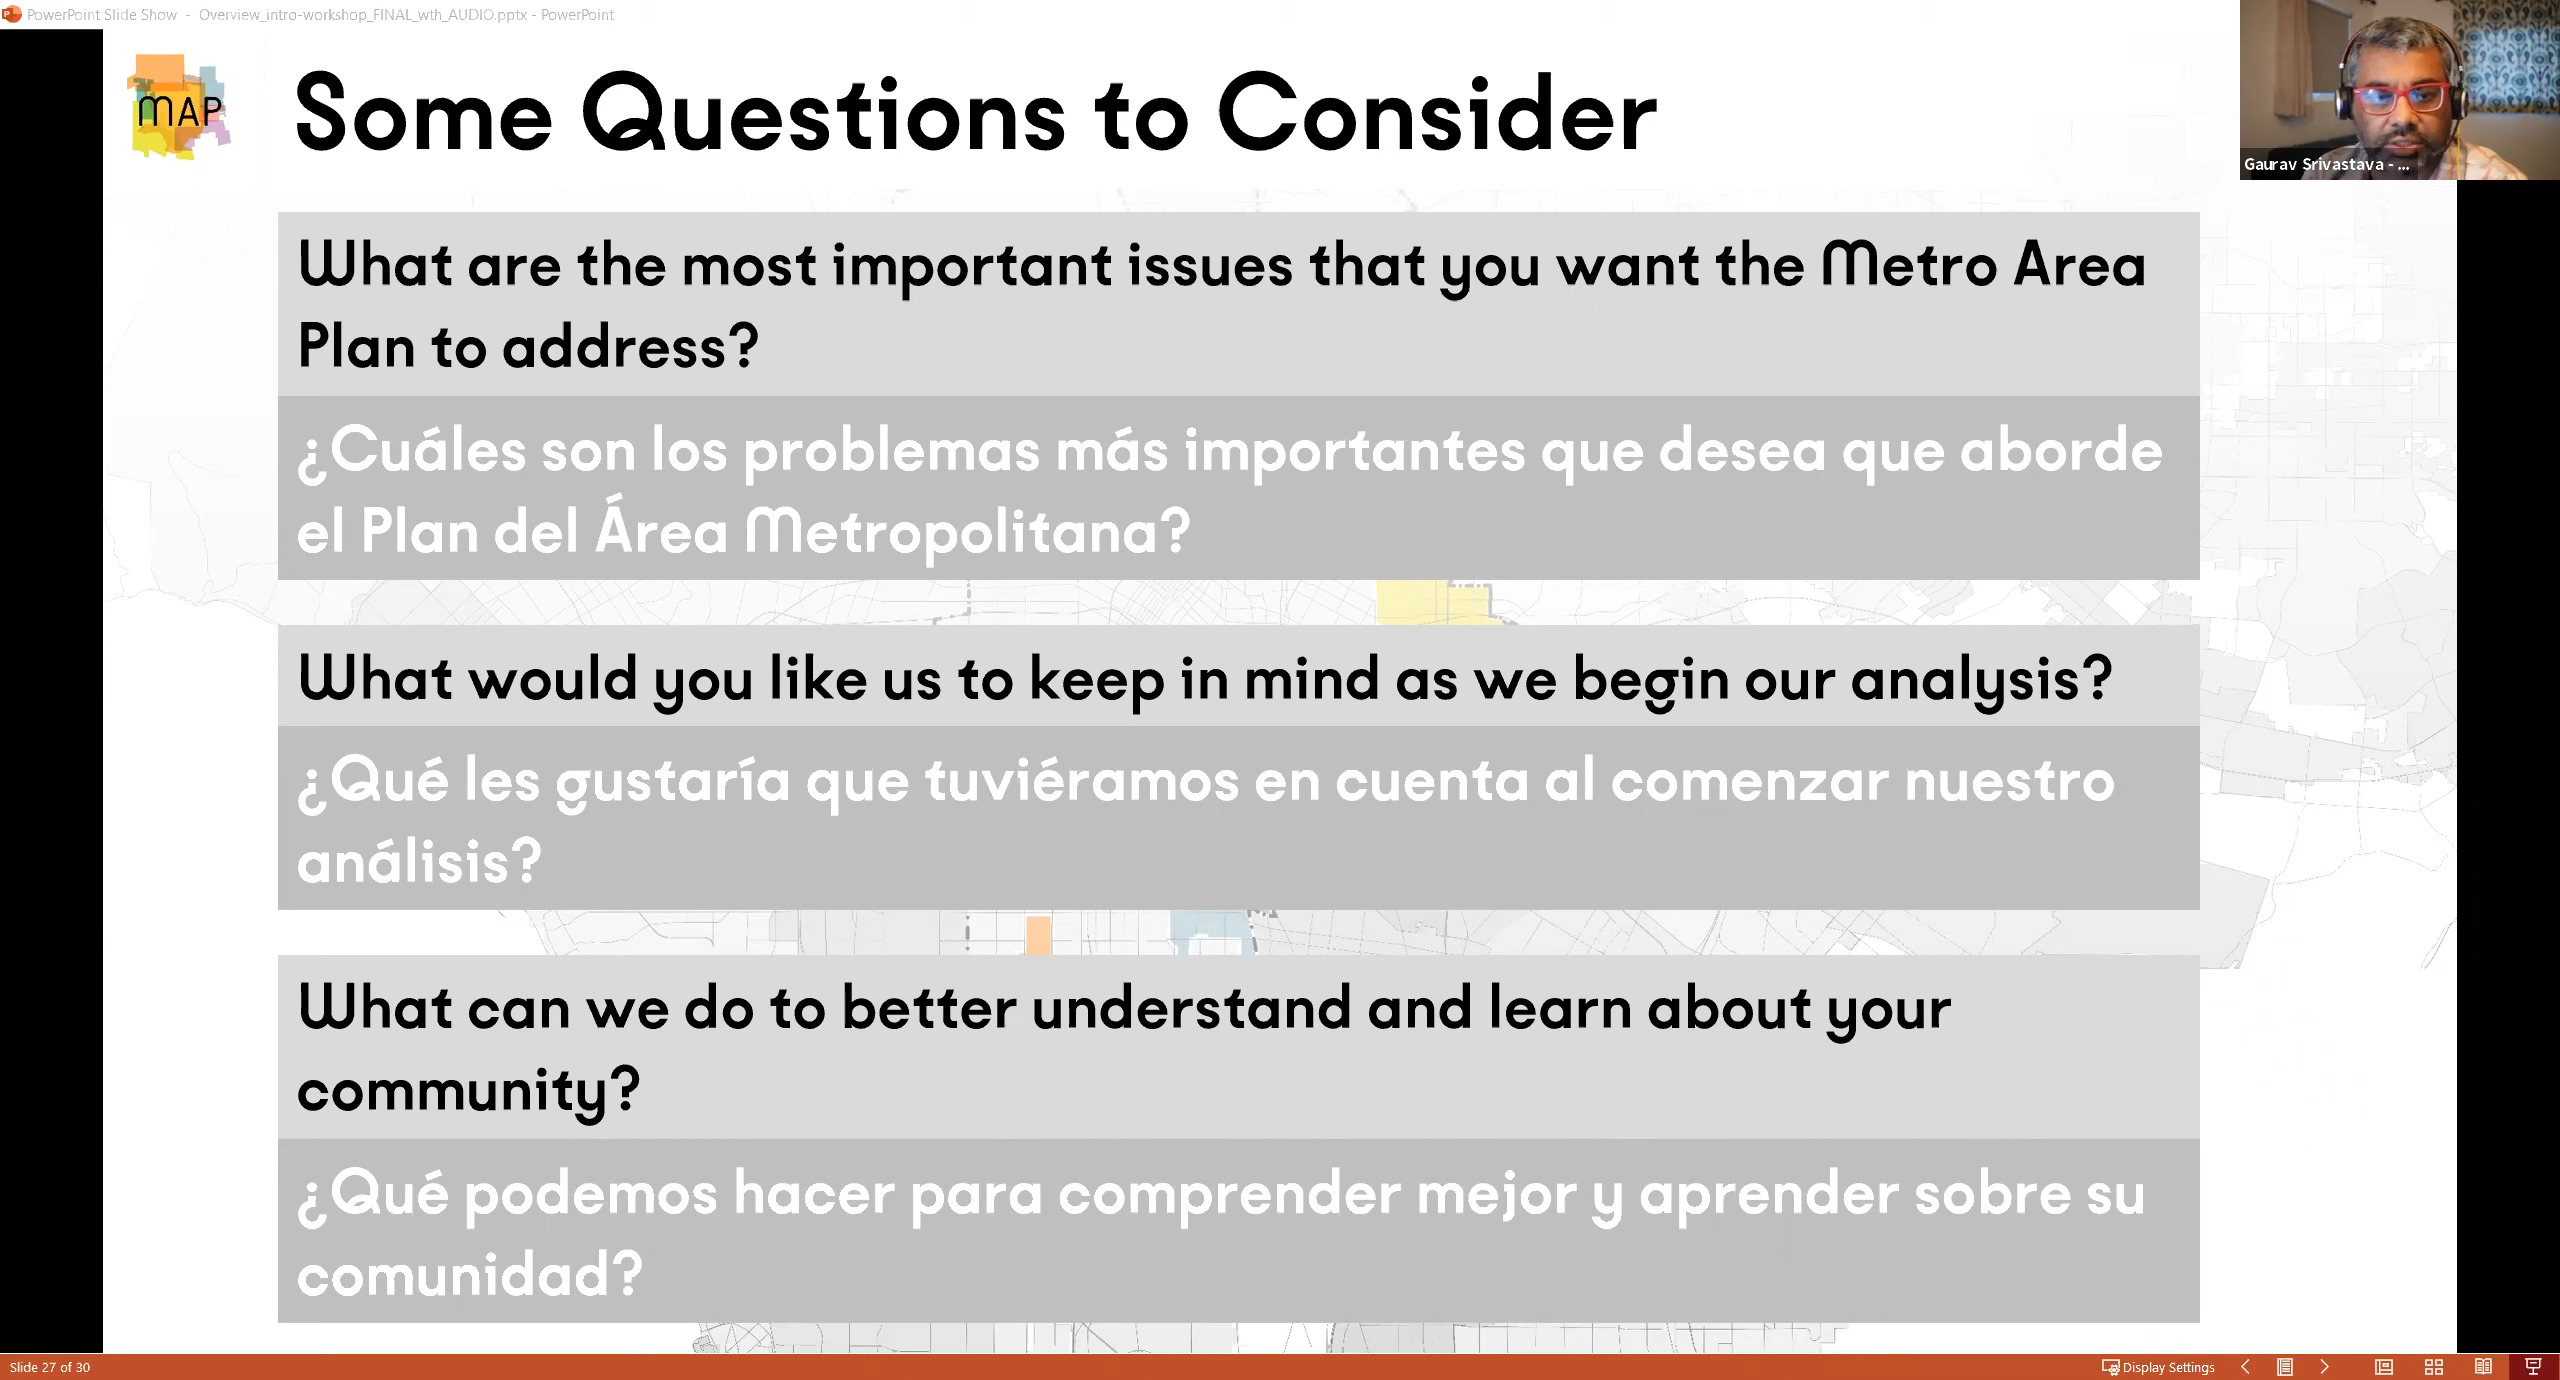 PowerPoint Slide Show - Overview_intro-workshop_FINAL_wth_AUDIO.pptx - PowerPoint
MAP
Some Questions to Consider
Gaurav Srivastava - ...
What are the most important issues that you want the Metro Area
Plan to address?
¿Cuáles son los problemas más importantes que desea que aborde
el Plan del Área Metropolitana?
What would you like us to keep in mind as we begin our analysis?
¿Qué les gustaría que tuviéramos en cuenta al comenzar nuestro
análisis?
What can we do to better understand and learn about your
community?
¿Qué podemos hacer para comprender mejor y aprender sobre su
comunidad?
Slide 27 of 30
Display Settings